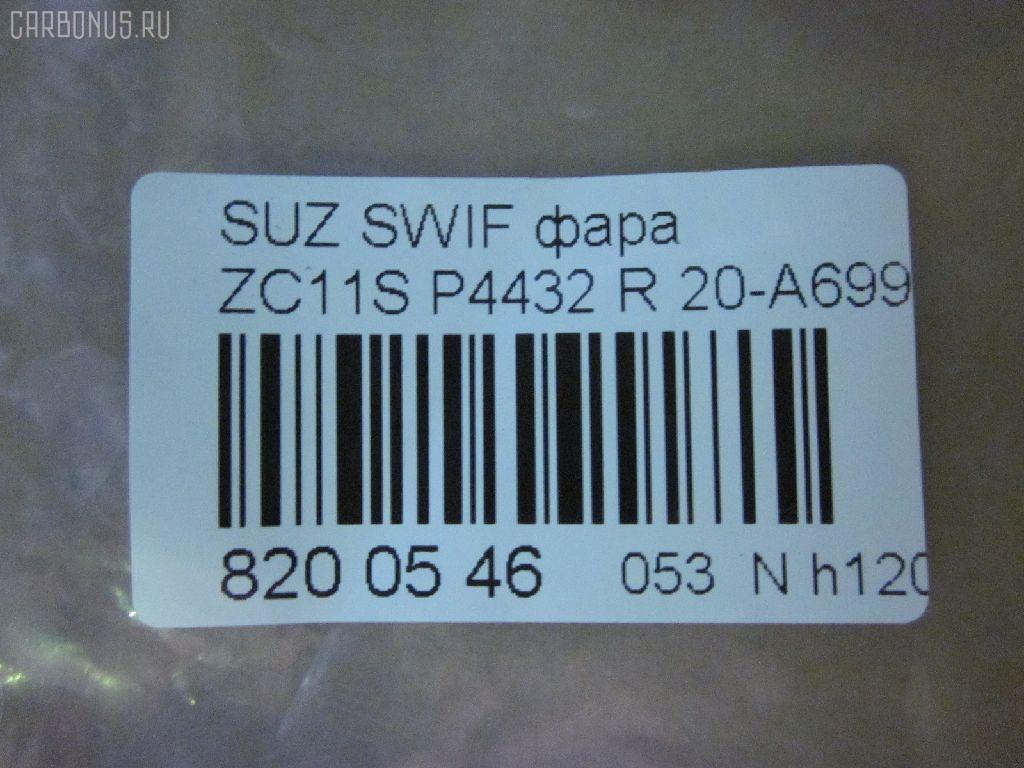 CARBONUS.RU
SUZ SWIF фара
ZC11S P4432 R 20-A699
820 05 46 053 N h120